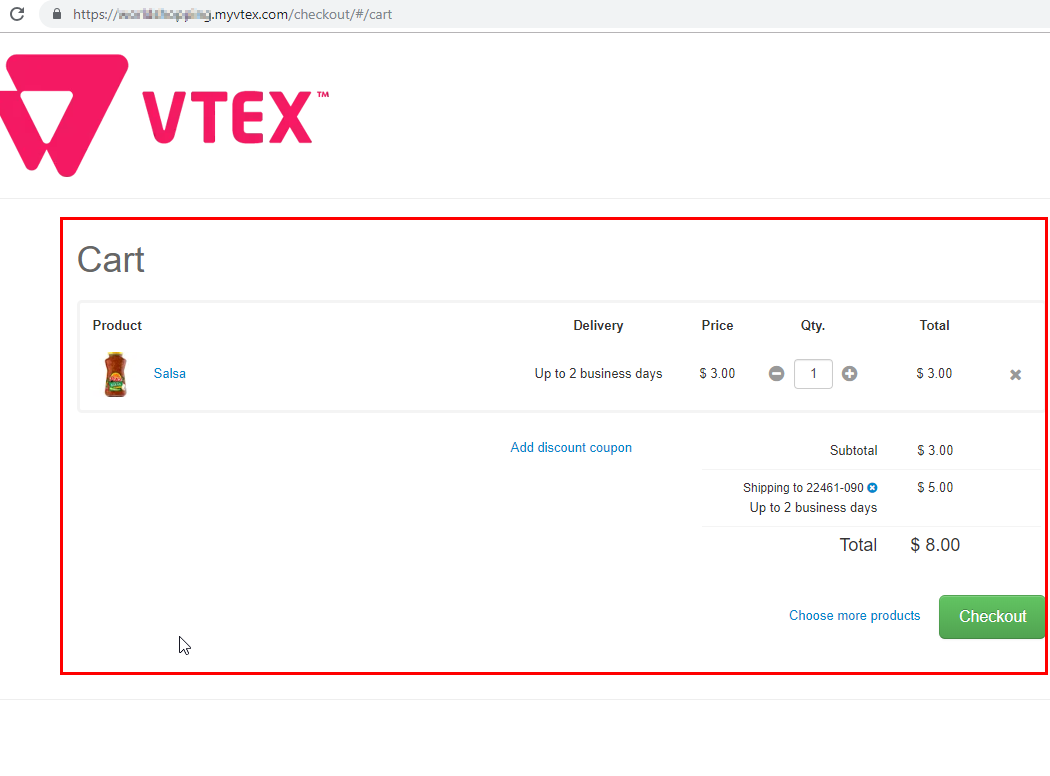 https://.myvtex.com/checkout/#/cart
VTEX™
Cart
Product Delivery Price Qty. Total
Salsa Up to 2 business days $ 3.00 1 $ 3.00
Add discount coupon Subtotal $ 3.00
Shipping to 22461-090 $ 5.00
Up to 2 business days
Total $ 8.00
Choose more products Checkout